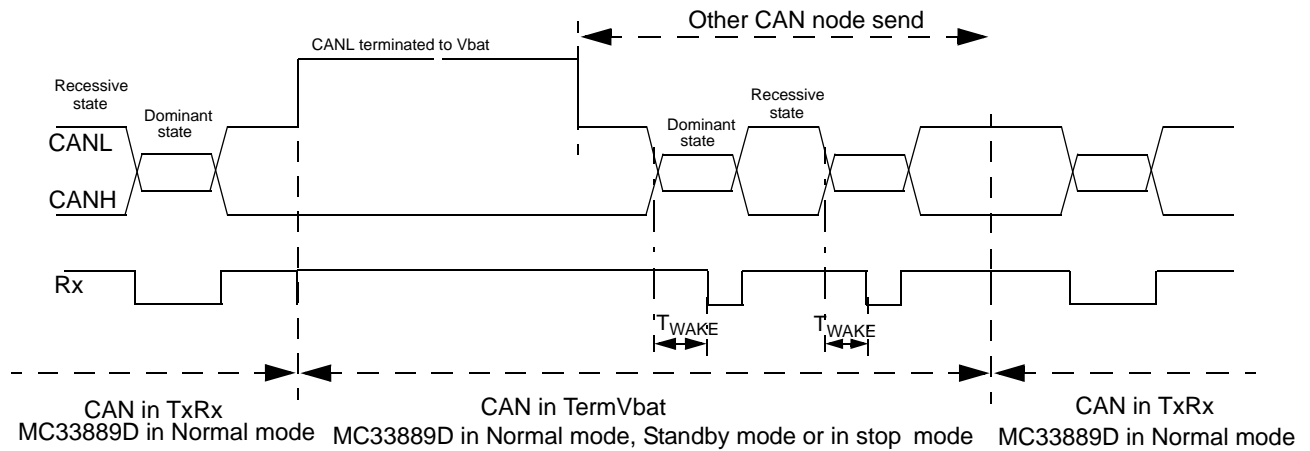 Other CAN node send
CANL terminated to Vbat
Recessive
state
Dominant
state
Recessive
state
Dominant
state
CANL
CANH
Rx
TWAKE
TWAKE
CAN in TxRx
MC33889D in Normal mode
CAN in TermVbat
MC33889D in Normal mode, Standby mode or in stop mode
CAN in TxRx
MC33889D in Normal mode